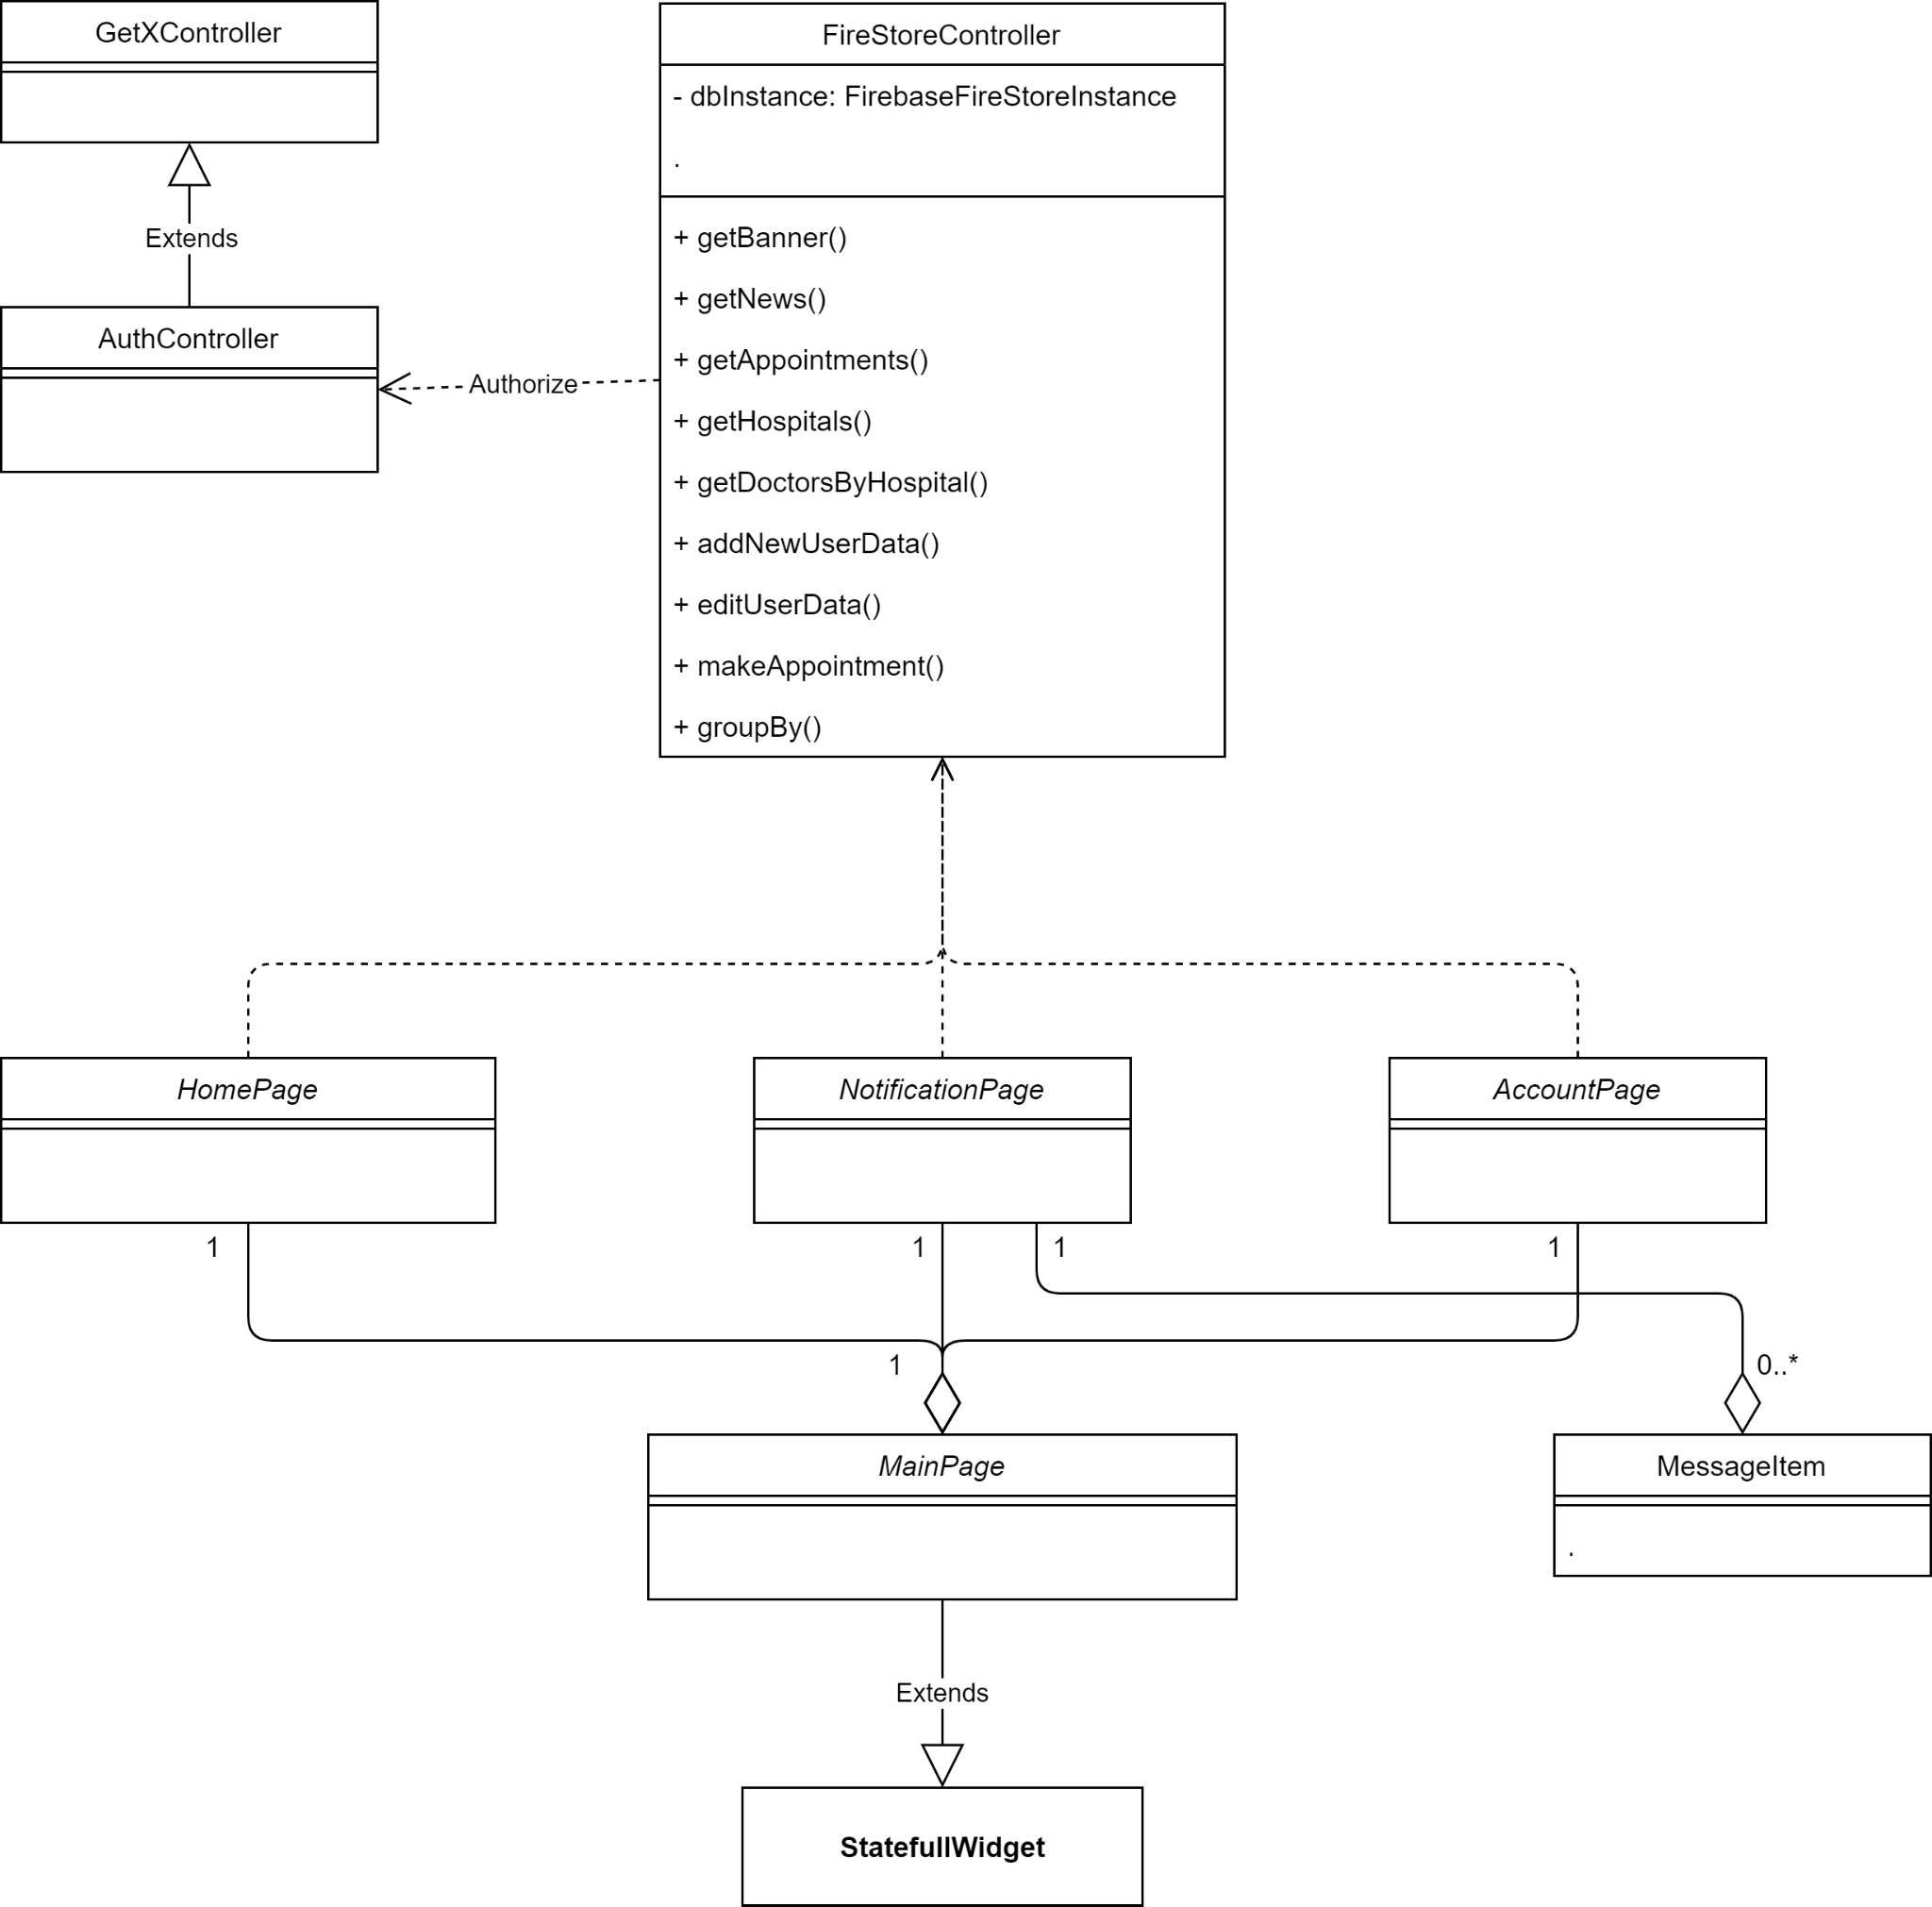 GetXController
FireStoreController
- dbInstance: FirebaseFireStoreInstance
.
Extends
+ getBanner()
+ getNews()
+ getAppointments()
+ getHospitals()
+ getDoctorsByHospital()
+ addNewUserData()
+ editUserData()
+ makeAppointment()
+ groupBy()
AuthController
Authorize
HomePage
NotificationPage
AccountPage
1
1
1
1
1
0..*
MainPage
MessageItem
.
Extends
StatefullWidget